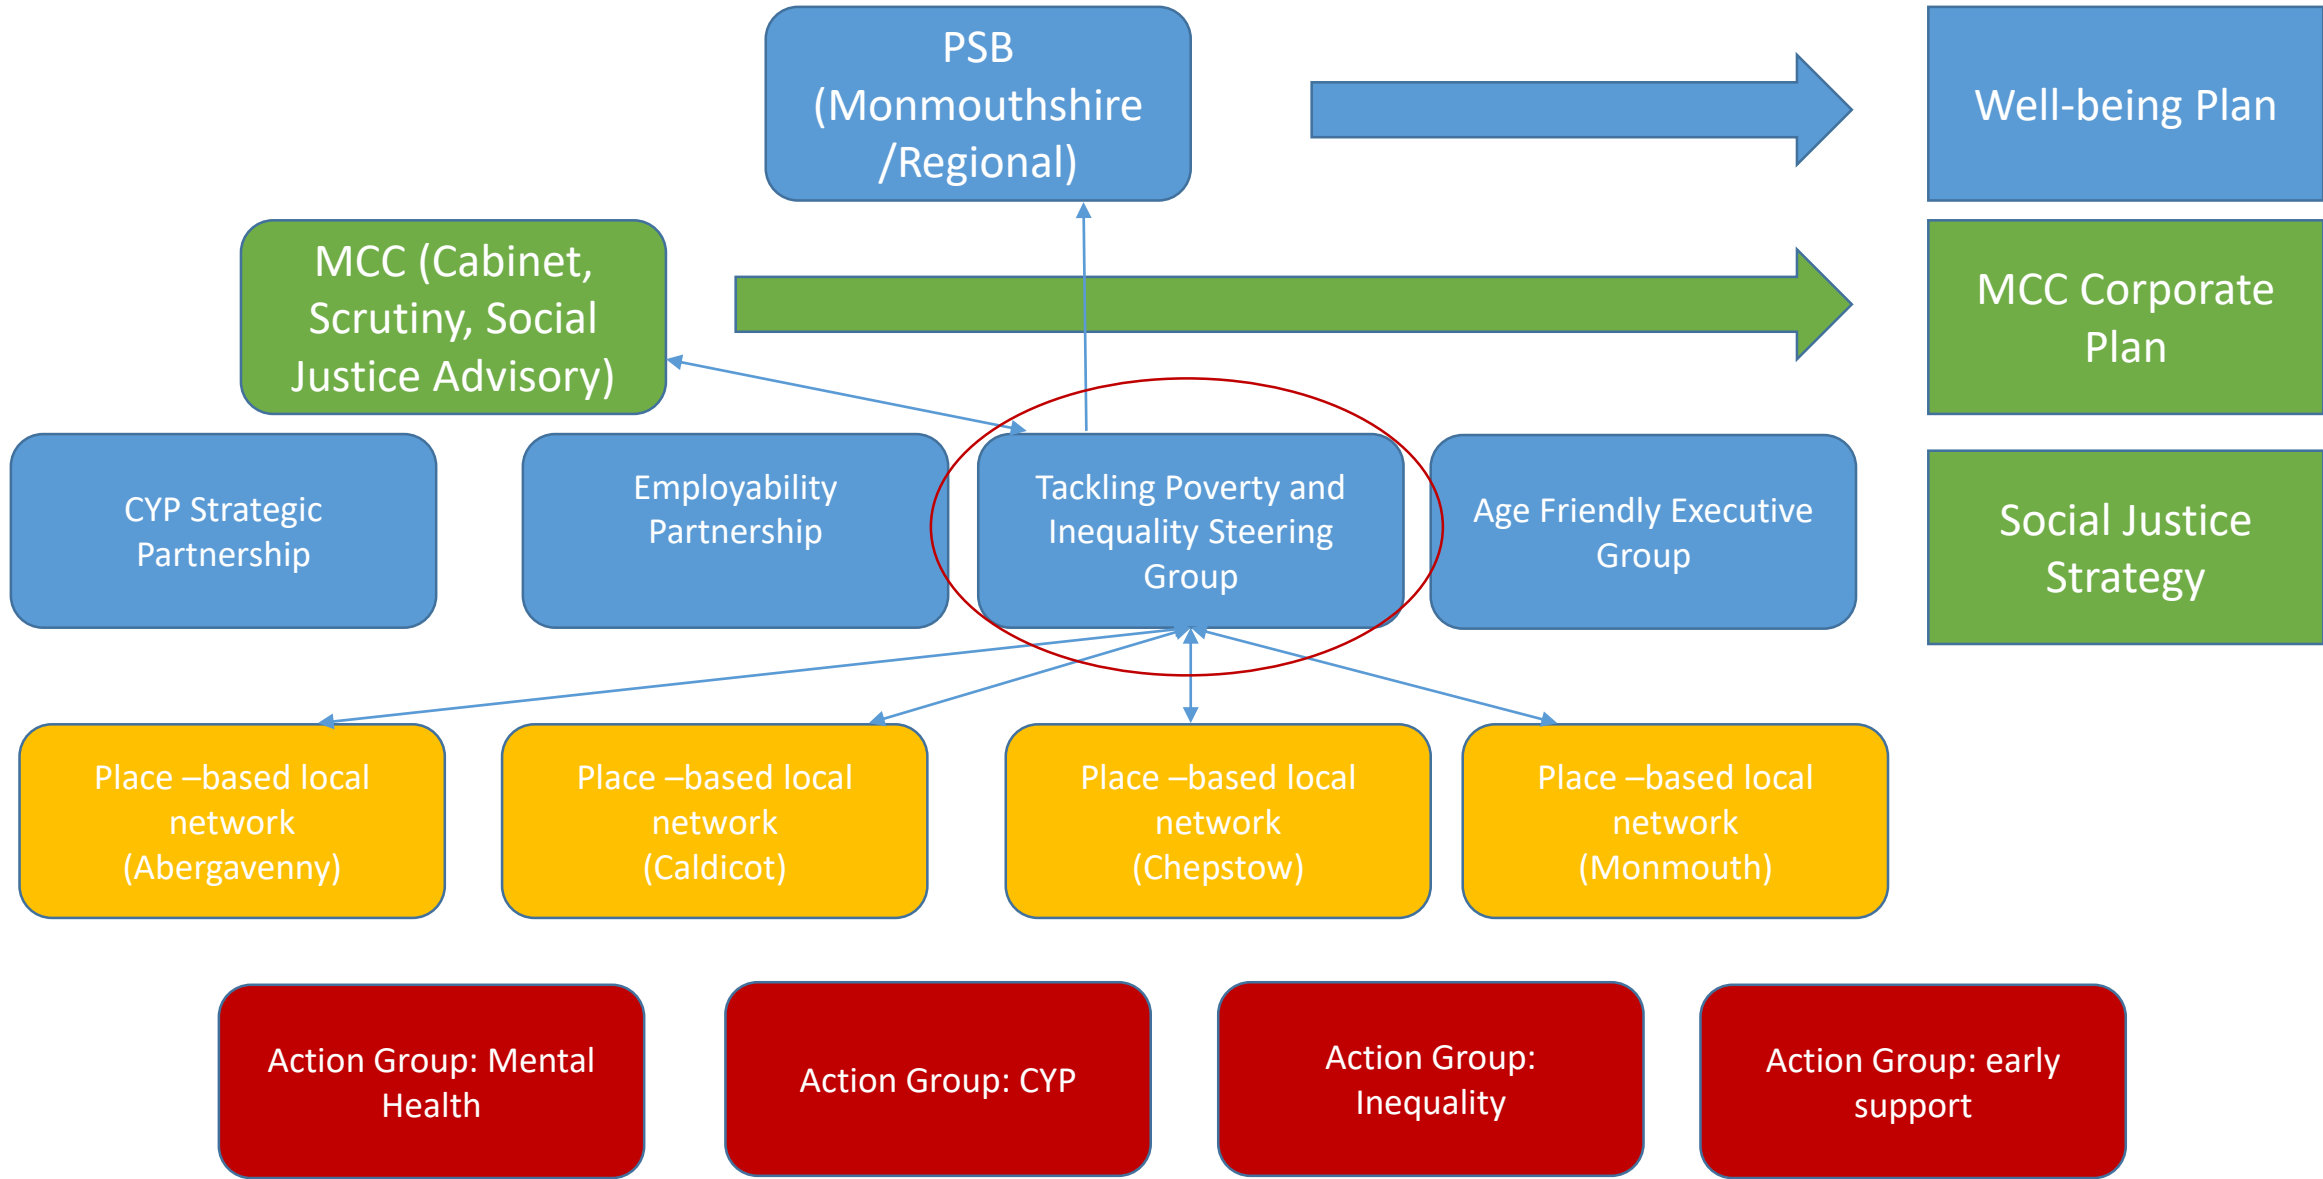 PSB
(Monmouthshire
/Regional)
Well-being Plan
MCC (Cabinet,
Scrutiny, Social
Justice Advisory)
MCC Corporate
Plan
CYP Strategic
Partnership
Employability
Partnership
Tackling Poverty and
Inequality Steering
Group
Age Friendly Executive
Group
Social Justice
Strategy
Place –based local
network
(Abergavenny)
Place –based local
network
(Caldicot)
Place –based local
network
(Chepstow)
Place –based local
network
(Monmouth)
Action Group: Mental
Health
Action Group: CYP
Action Group:
Inequality
Action Group: early
support